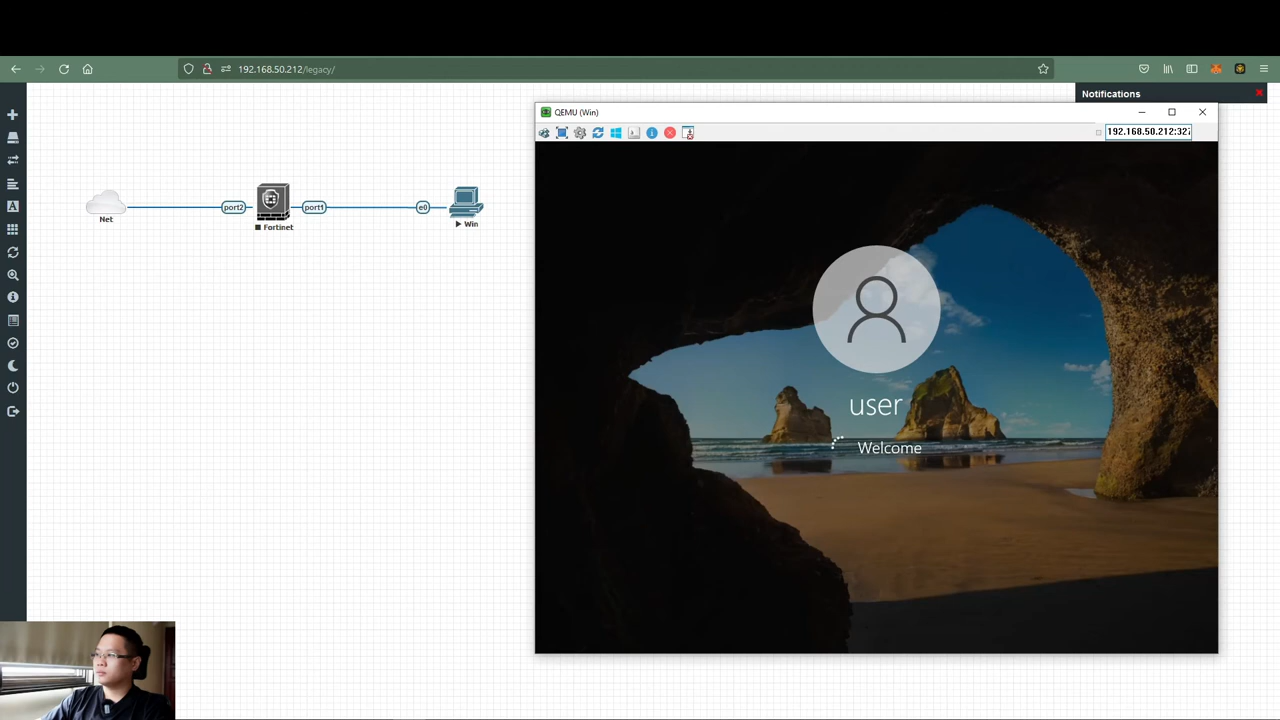 192.168.50.212/legacy/
Notifications
QEMU (Win)
192.168.50.212:327
port2
port1
e0
Net
Fortinet
Win
user
Welcome